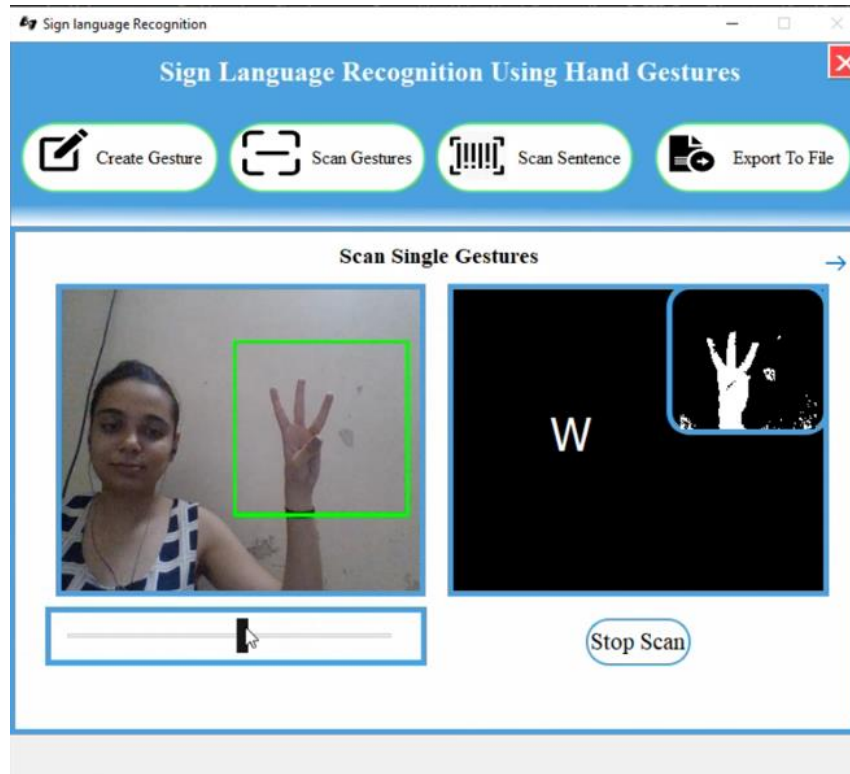 Sign language Recognition
Sign Language Recognition Using Hand Gestures
Create Gesture
Scan Gestures
Scan Sentence
Export To File
Scan Single Gestures
W
Stop Scan